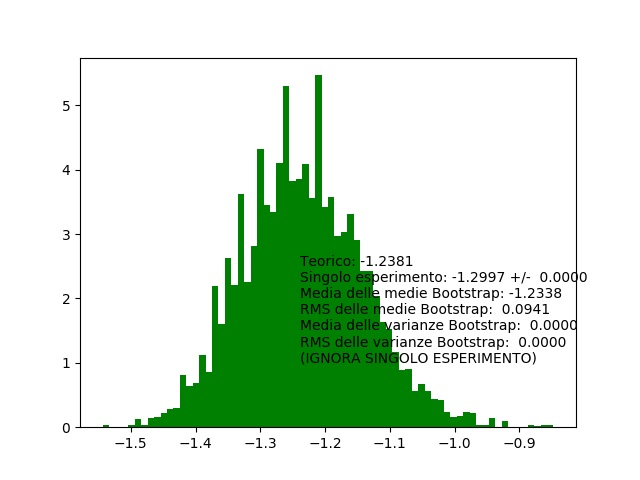 5
4
3
2
1
0
Teorico: -1.2381
Singolo esperimento: -1.2997 +/-  0.0000
Media delle medie Bootstrap: -1.2338
RMS delle medie Bootstrap:  0.0941
Media delle varianze Bootstrap:  0.0000
RMS delle varianze Bootstrap:  0.0000
(IGNORA SINGOLO ESPERIMENTO)
−1.5 −1.4 −1.3 −1.2 −1.1 −1.0 −0.9